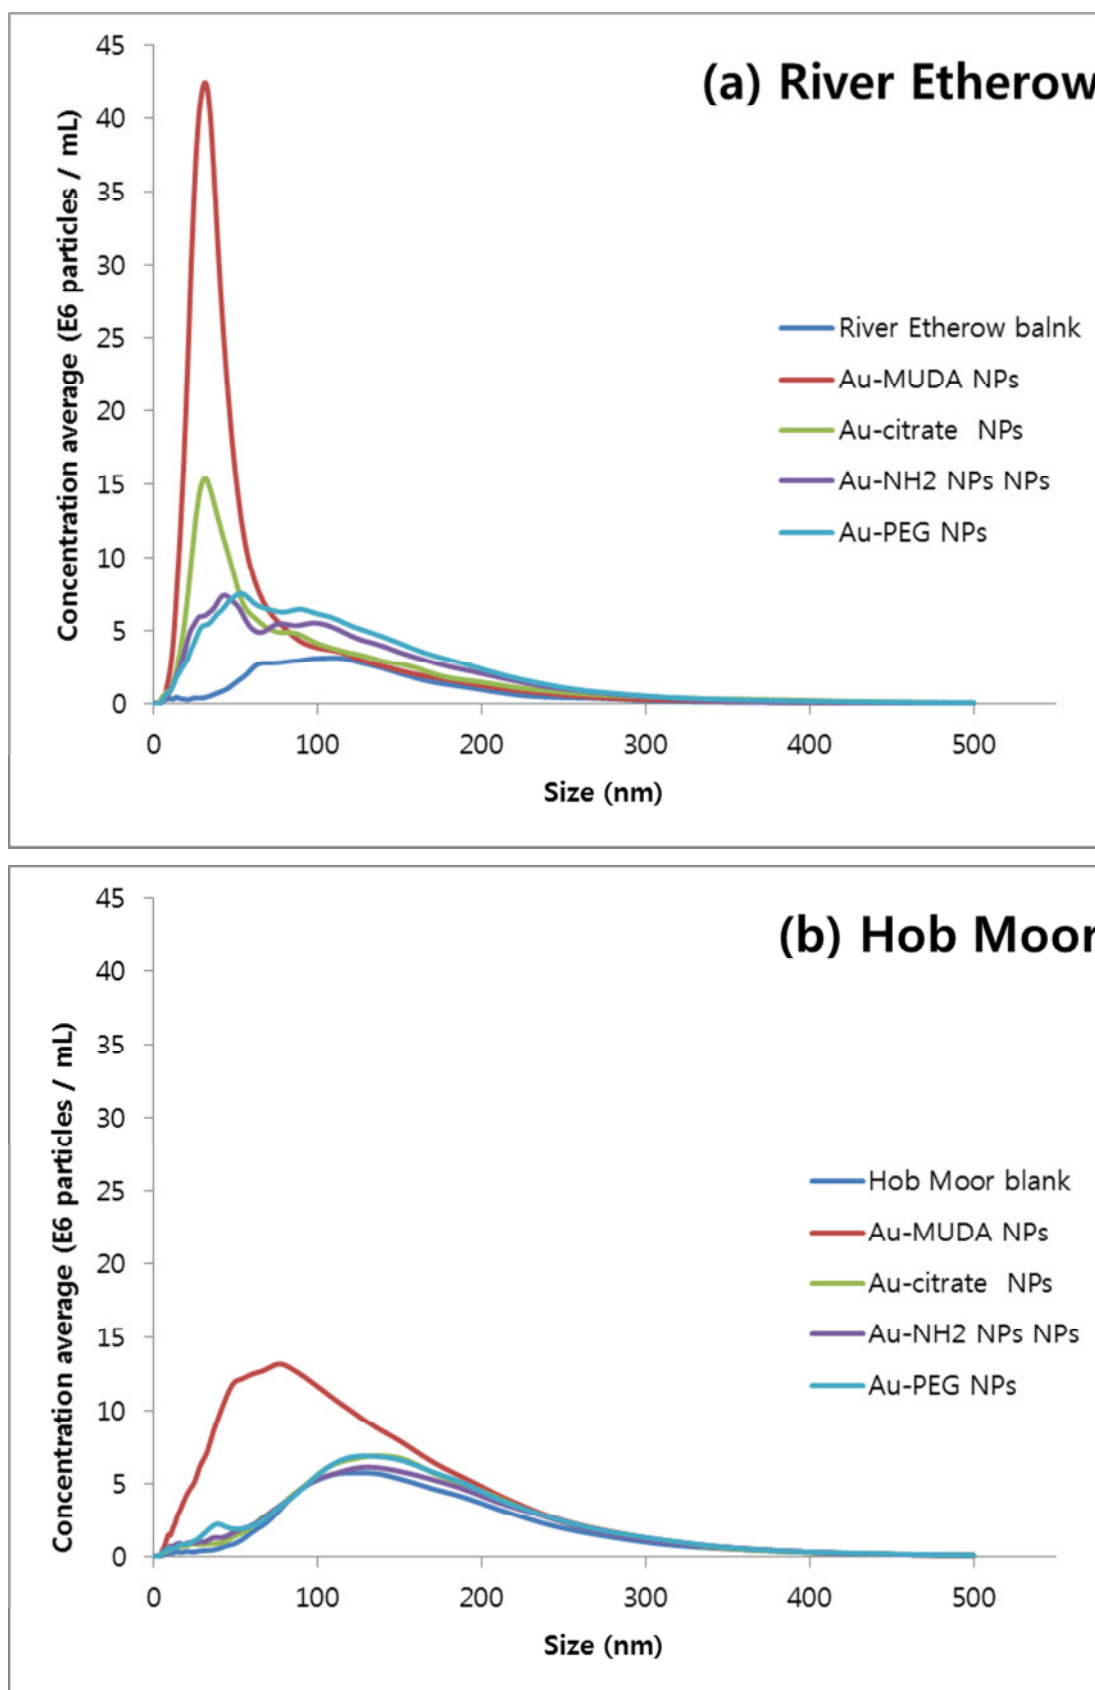 (a) River Etherow
Concentration average (E6 particles / mL)
45
40
35
30
25
20
15
10
5
0
River Etherow balnk
Au-MUDA NPs
Au-citrate NPs
Au-NH2 NPs NPs
Au-PEG NPs
0 100 200 300 400 500
Size (nm)
(b) Hob Moor
Concentration average (E6 particles / mL)
45
40
35
30
25
20
15
10
5
0
Hob Moor blank
Au-MUDA NPs
Au-citrate NPs
Au-NH2 NPs NPs
Au-PEG NPs
0 100 200 300 400 500
Size (nm)